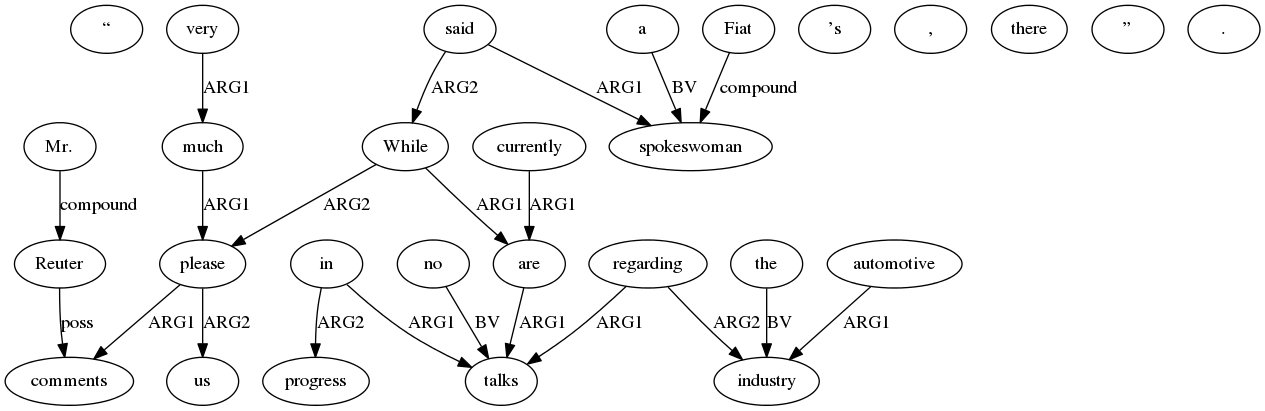 “ very said a Fiat ’s , there ” .
ARG1 ARG2 ARG1 BV compound
Mr. much While currently spokeswoman
compound ARG1 ARG2 ARG1 ARG1
Reuter please in no are regarding the automotive
poss ARG1 ARG2 ARG2 ARG1 BV ARG1 ARG1 ARG2 BV ARG1
comments us progress talks industry